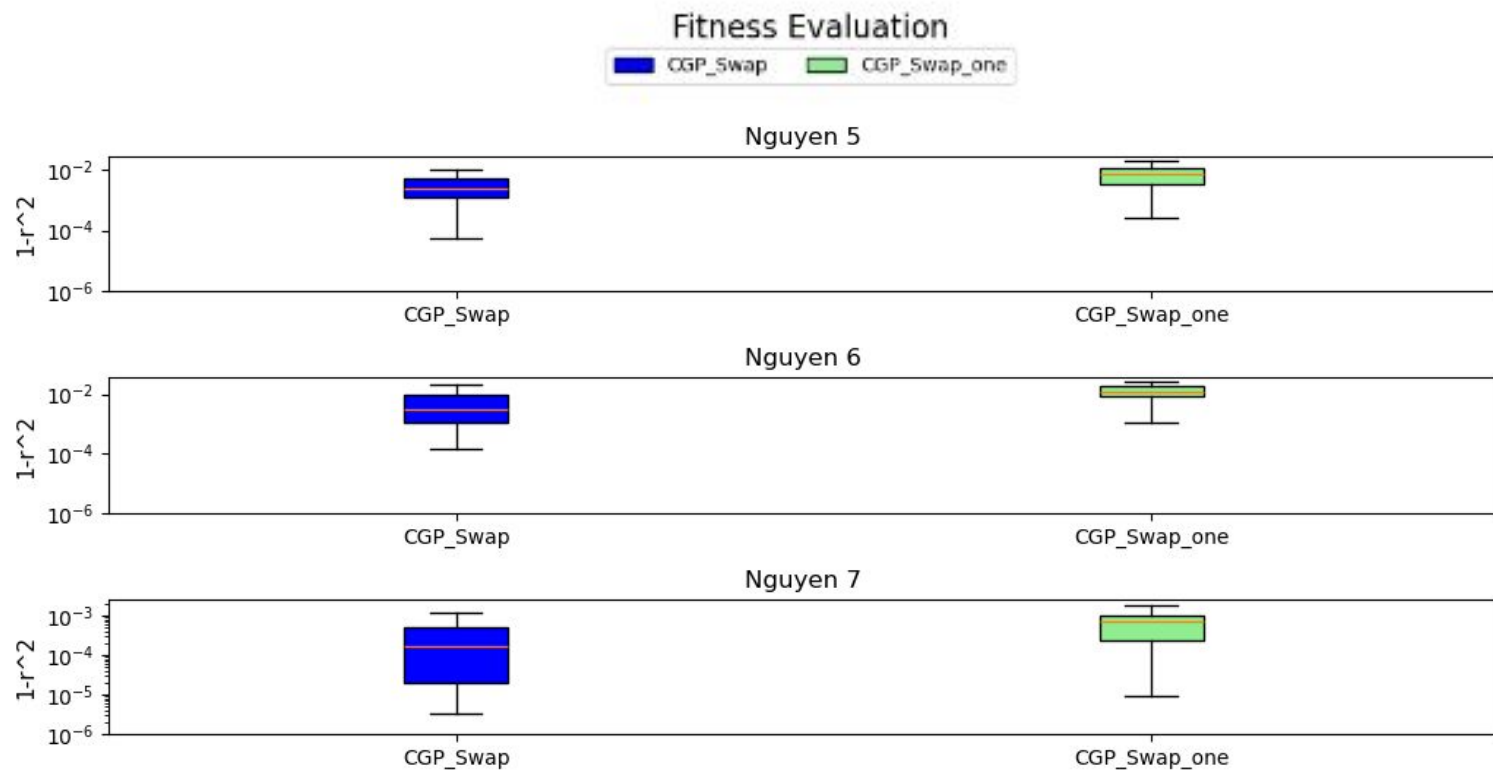 Fitness Evaluation
CGP_Swap CGP_Swap_one
Nguyen 5
1-r^2
10⁻²
10⁻⁴
10⁻⁶
CGP_Swap CGP_Swap_one
Nguyen 6
1-r^2
10⁻²
10⁻⁴
10⁻⁶
CGP_Swap CGP_Swap_one
Nguyen 7
1-r^2
10⁻³
10⁻⁴
10⁻⁵
10⁻⁶
CGP_Swap CGP_Swap_one